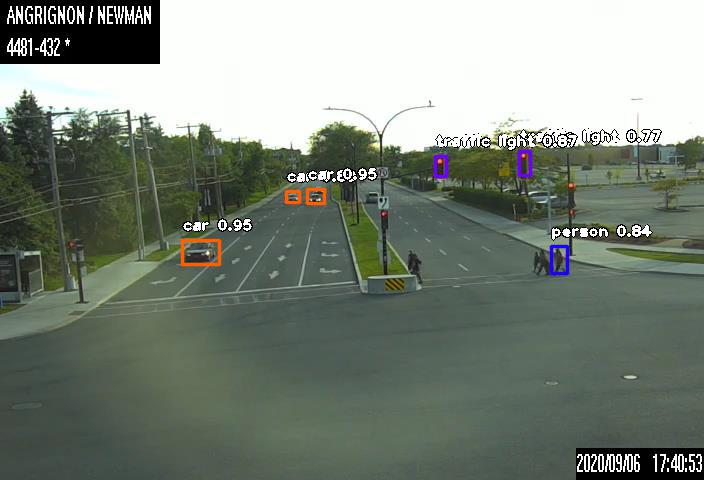 ANGRIGNON / NEWMAN
4481-432 *
traffic light 0.87
traffic light 0.77
car 0.95
car 0.95
person 0.84
2020/09/06 17:40:53